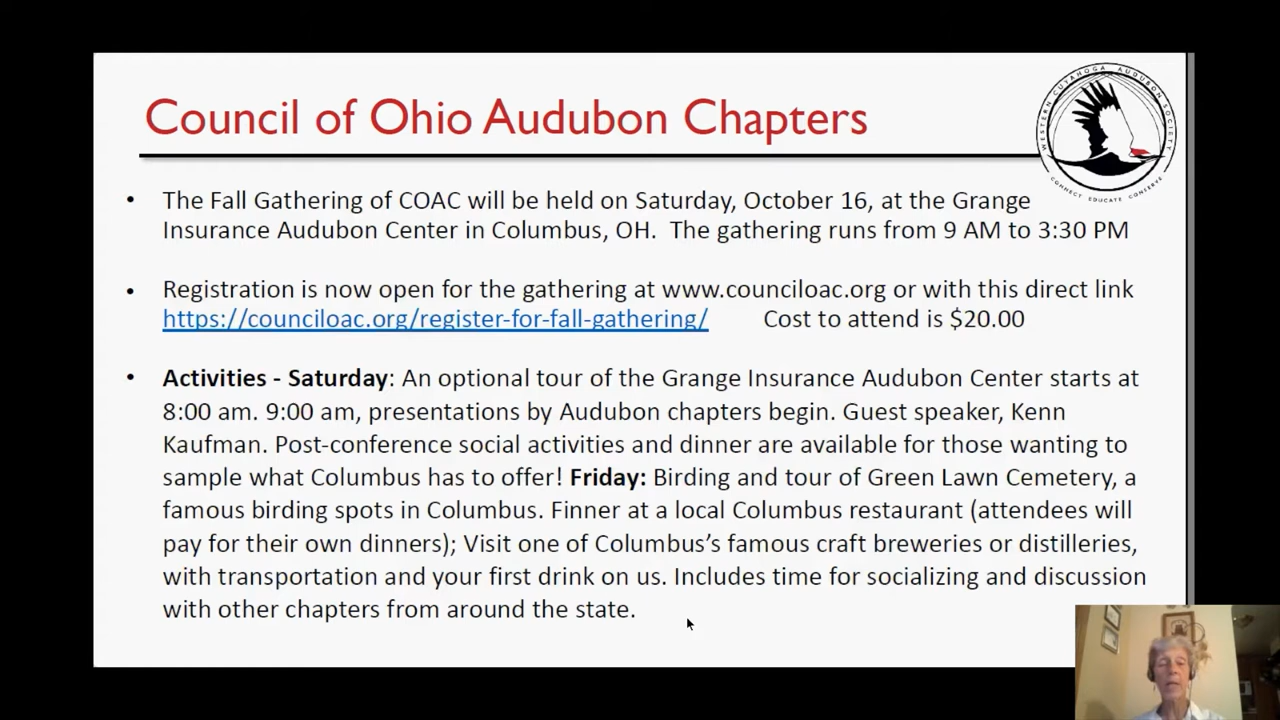 Council of Ohio Audubon Chapters
WESTERN CUYAHOGA AUDUBON SOCIETY
CONNECT EDUCATE CONSERVE
• The Fall Gathering of COAC will be held on Saturday, October 16, at the Grange
Insurance Audubon Center in Columbus, OH. The gathering runs from 9 AM to 3:30 PM
• Registration is now open for the gathering at www.counciloac.org or with this direct link
https://counciloac.org/register-for-fall-gathering/ Cost to attend is $20.00
• Activities - Saturday: An optional tour of the Grange Insurance Audubon Center starts at
8:00 am. 9:00 am, presentations by Audubon chapters begin. Guest speaker, Kenn
Kaufman. Post-conference social activities and dinner are available for those wanting to
sample what Columbus has to offer! Friday: Birding and tour of Green Lawn Cemetery, a
famous birding spots in Columbus. Finner at a local Columbus restaurant (attendees will
pay for their own dinners); Visit one of Columbus’s famous craft breweries or distilleries,
with transportation and your first drink on us. Includes time for socializing and discussion
with other chapters from around the state.